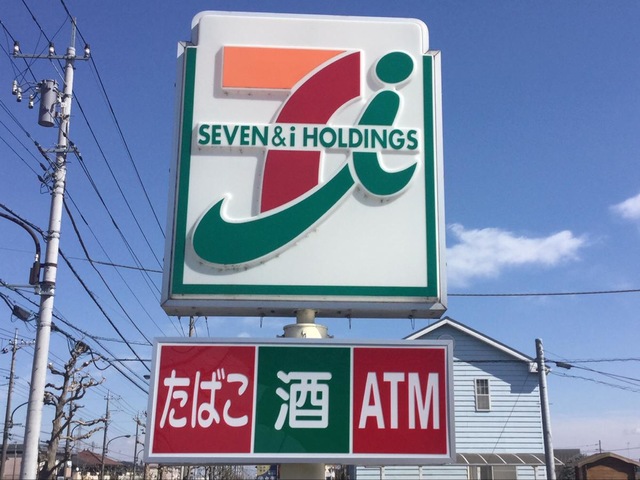 SEVEN & i HOLDINGS
たばこ 酒 ATM